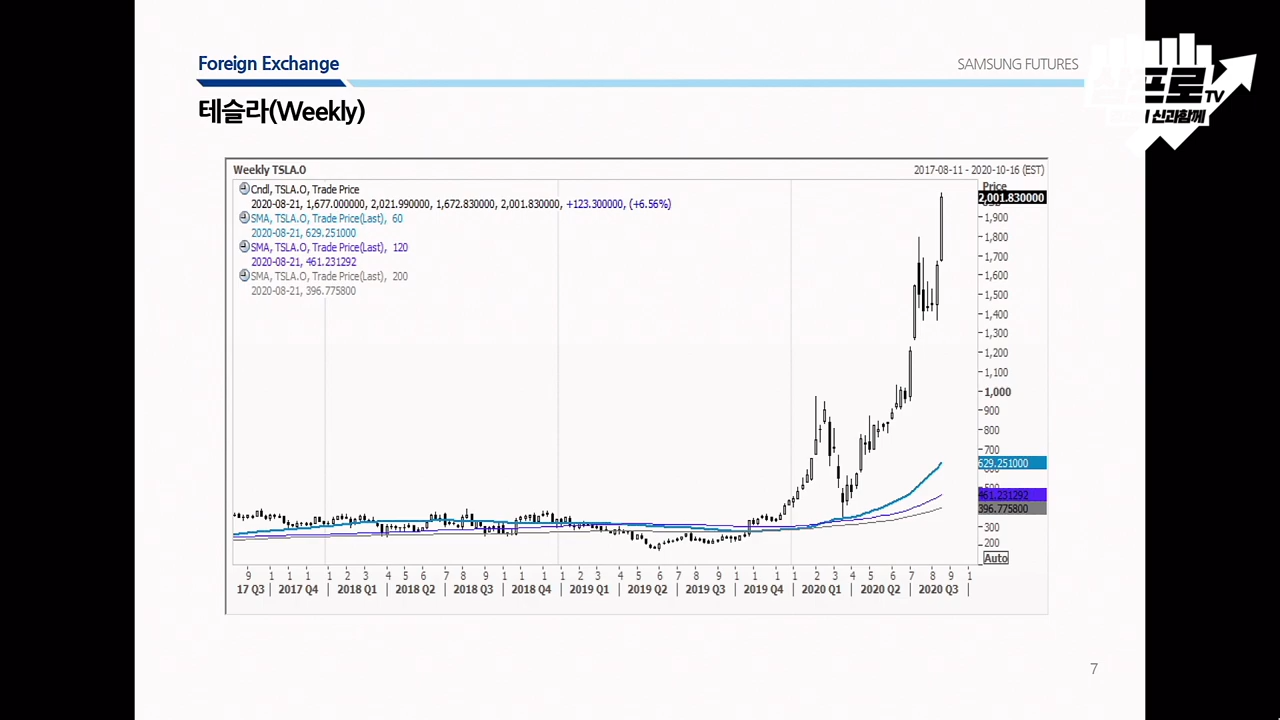 Foreign Exchange
SAMSUNG FUTURES
테슬라(Weekly)
삼프로TV
신과함께
Weekly TSLA.O
2017-08-11 - 2020-10-16 (EST)
Cndl, TSLA.O, Trade Price
2020-08-21, 1,677.000000, 2,021.990000, 1,672.830000, 2,001.830000, +123.300000, (+6.56%)
SMA, TSLA.O, Trade Price(Last), 60
2020-08-21, 629.251000
SMA, TSLA.O, Trade Price(Last), 120
2020-08-21, 461.231292
SMA, TSLA.O, Trade Price(Last), 200
2020-08-21, 396.775800
Price
2,001.830000
1,900
1,800
1,700
1,600
1,500
1,400
1,300
1,200
1,100
1,000
900
800
700
629.251000
461.231292
396.775800
300
200
Auto
9 1 1 1 1 2 3 4 5 6 7 8 9 1 1 1 1 2 3 4 5 6 7 8 9 1 1 1 1 2 3 4 5 6 7 8 9 1
17 Q3 2017 Q4 2018 Q1 2018 Q2 2018 Q3 2018 Q4 2019 Q1 2019 Q2 2019 Q3 2019 Q4 2020 Q1 2020 Q2 2020 Q3
7